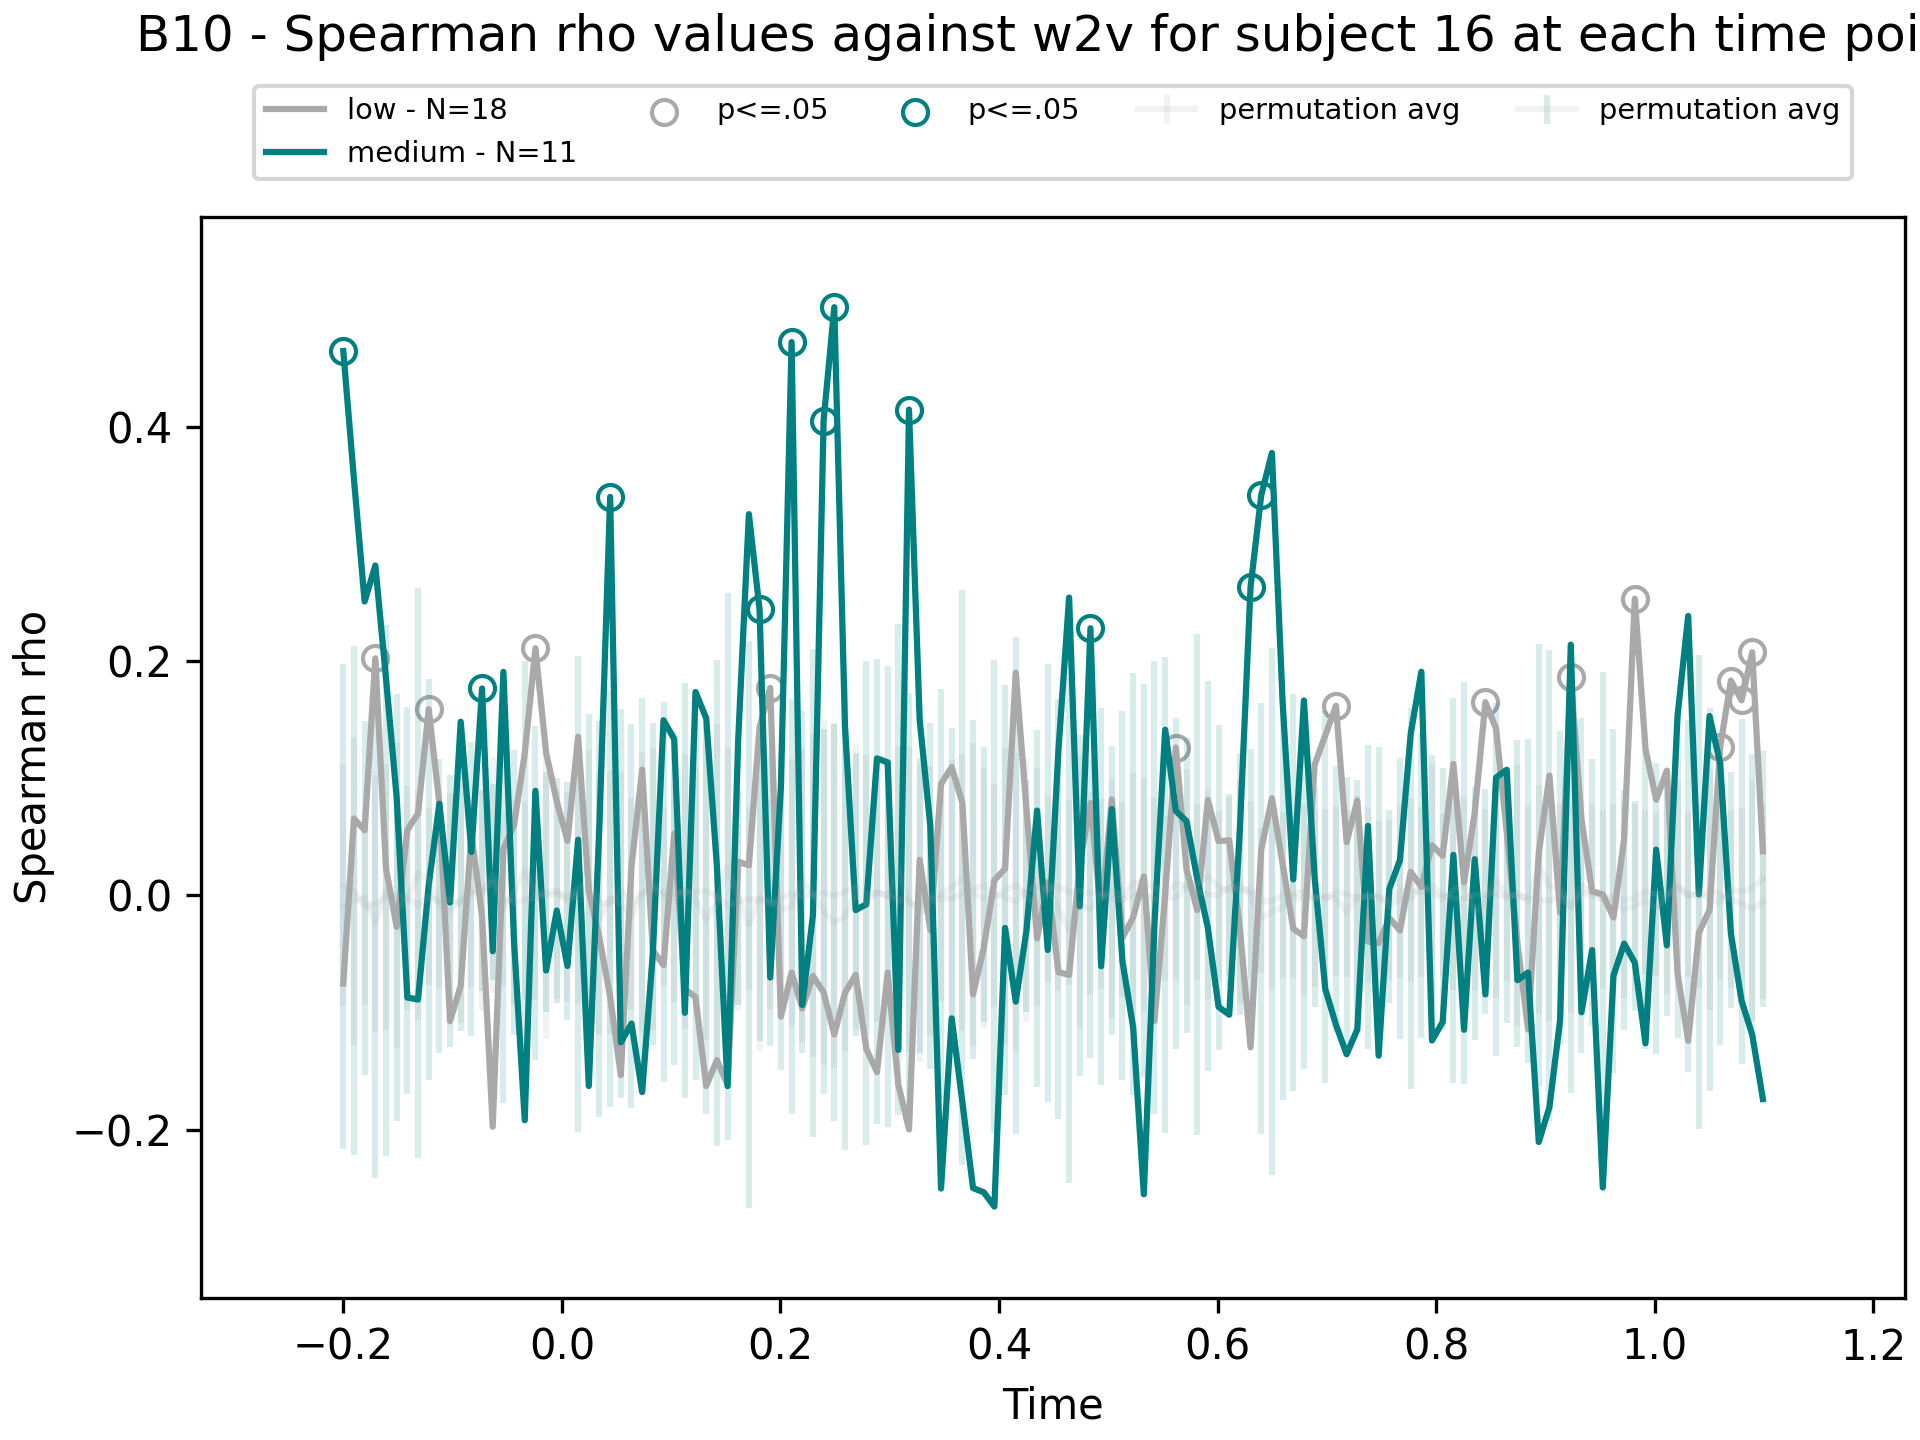 B10 - Spearman rho values against w2v for subject 16 at each time poi
low - N=18
medium - N=11
p<=.05
p<=.05
permutation avg
permutation avg
Spearman rho
0.4
0.2
0.0
−0.2
−0.2
0.0
0.2
0.4
0.6
0.8
1.0
1.2
Time